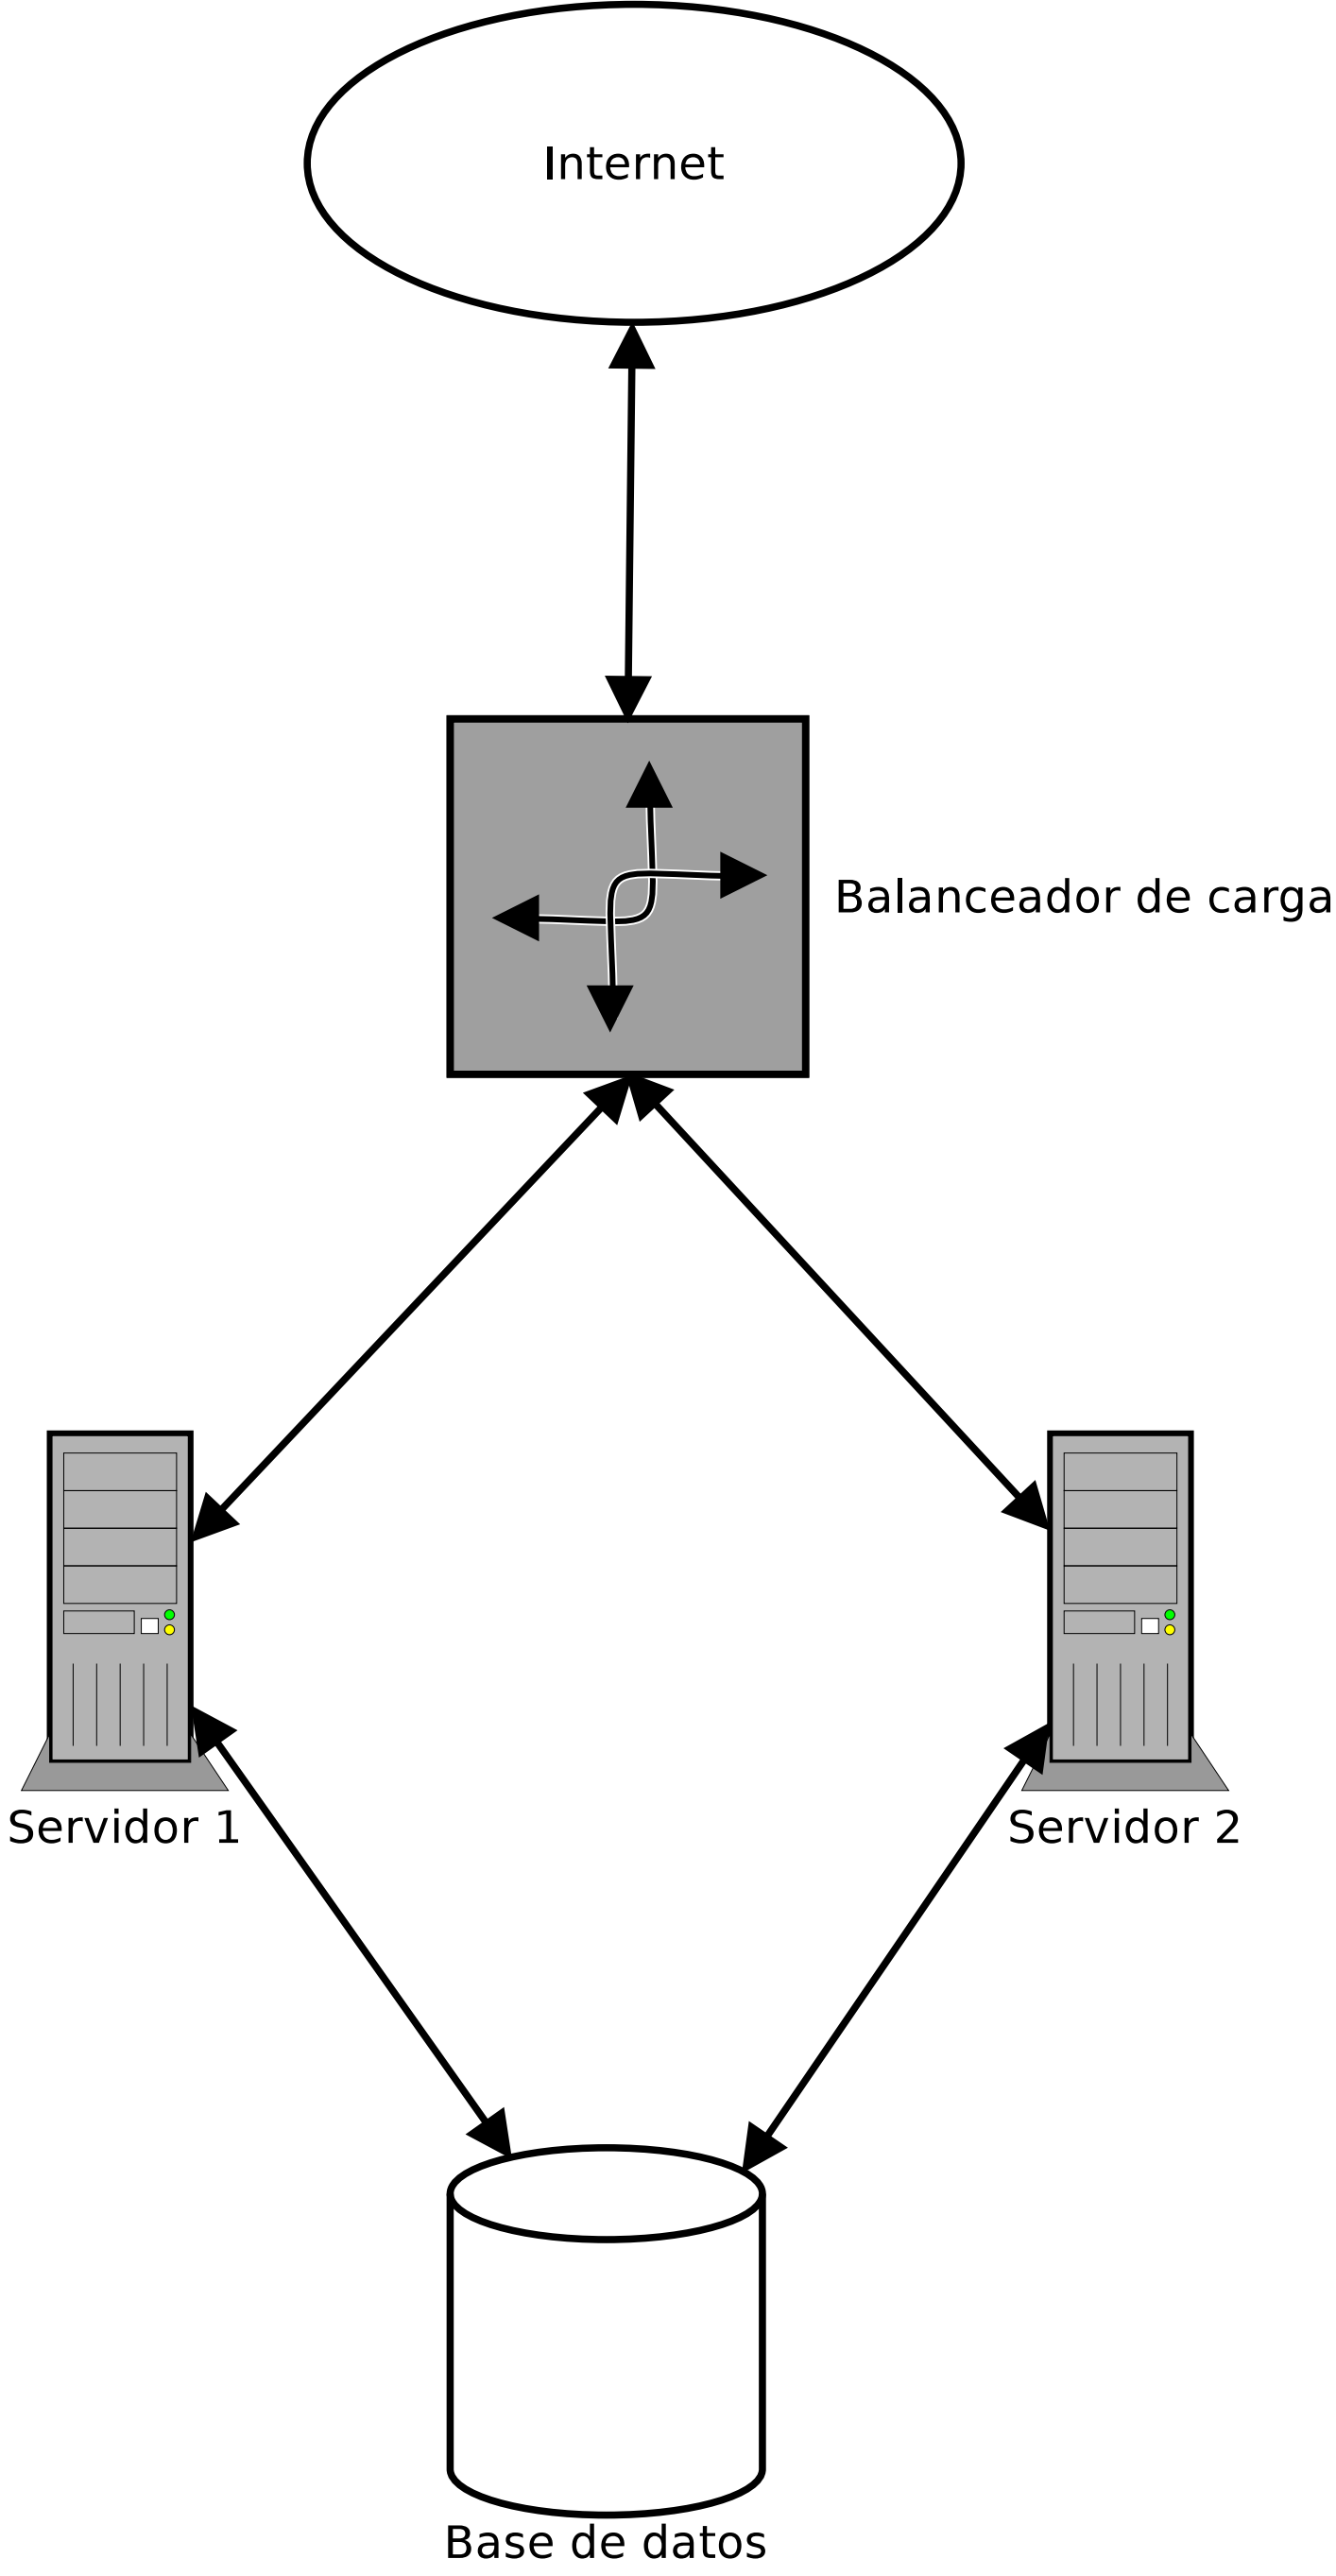 Internet
Balanceador de carga
Servidor 1
Servidor 2
Base de datos